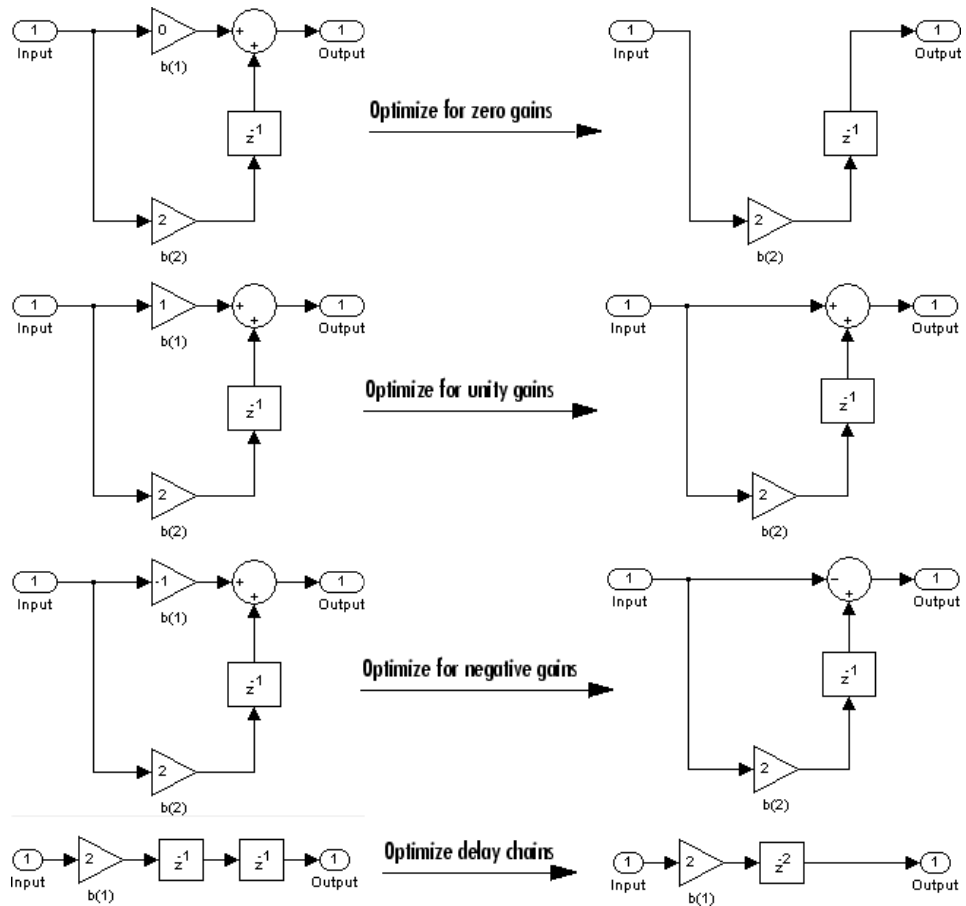 1 0 + + 1
Input b(1) Output
z-1
2
b(2)
Optimize for zero gains
1 1
Input Output
z-1
2
b(2)
1 1 + + 1
Input b(1) Output
z-1
2
b(2)
Optimize for unity gains
1 + + 1
Input Output
z-1
2
b(2)
1 -1 + + 1
Input b(1) Output
z-1
2
b(2)
Optimize for negative gains
1 − + 1
Input Output
z-1
2
b(2)
1 2 z-1 z-1 1
Input b(1) Output
Optimize delay chains
1 2 z-2 1
Input b(1) Output